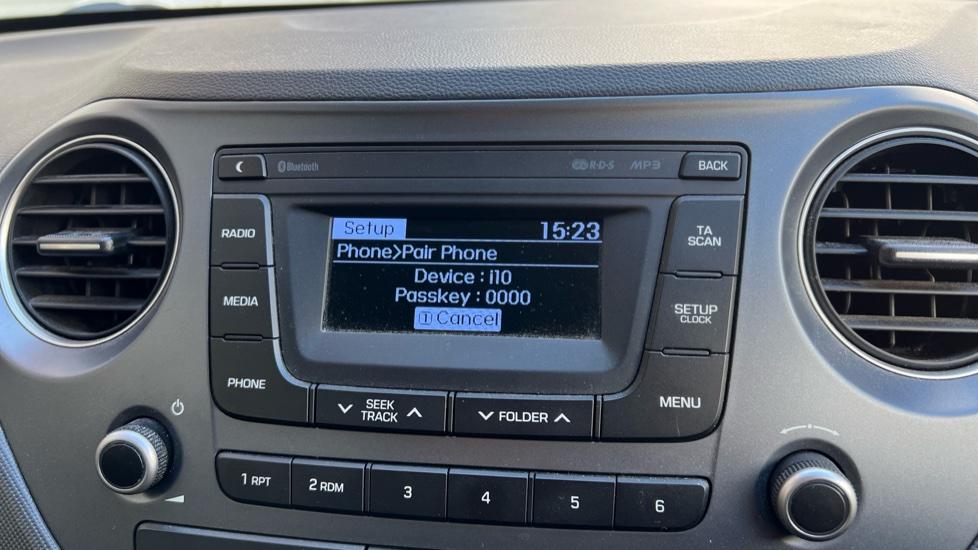 Bluetooth
R·D·S MP3 BACK
RADIO
MEDIA
PHONE
Setup 15:23
Phone>Pair Phone
Device : i10
Passkey : 0000
1 Cancel
TA
SCAN
SETUP
CLOCK
MENU
SEEK
TRACK
FOLDER
1 RPT 2 RDM 3 4 5 6